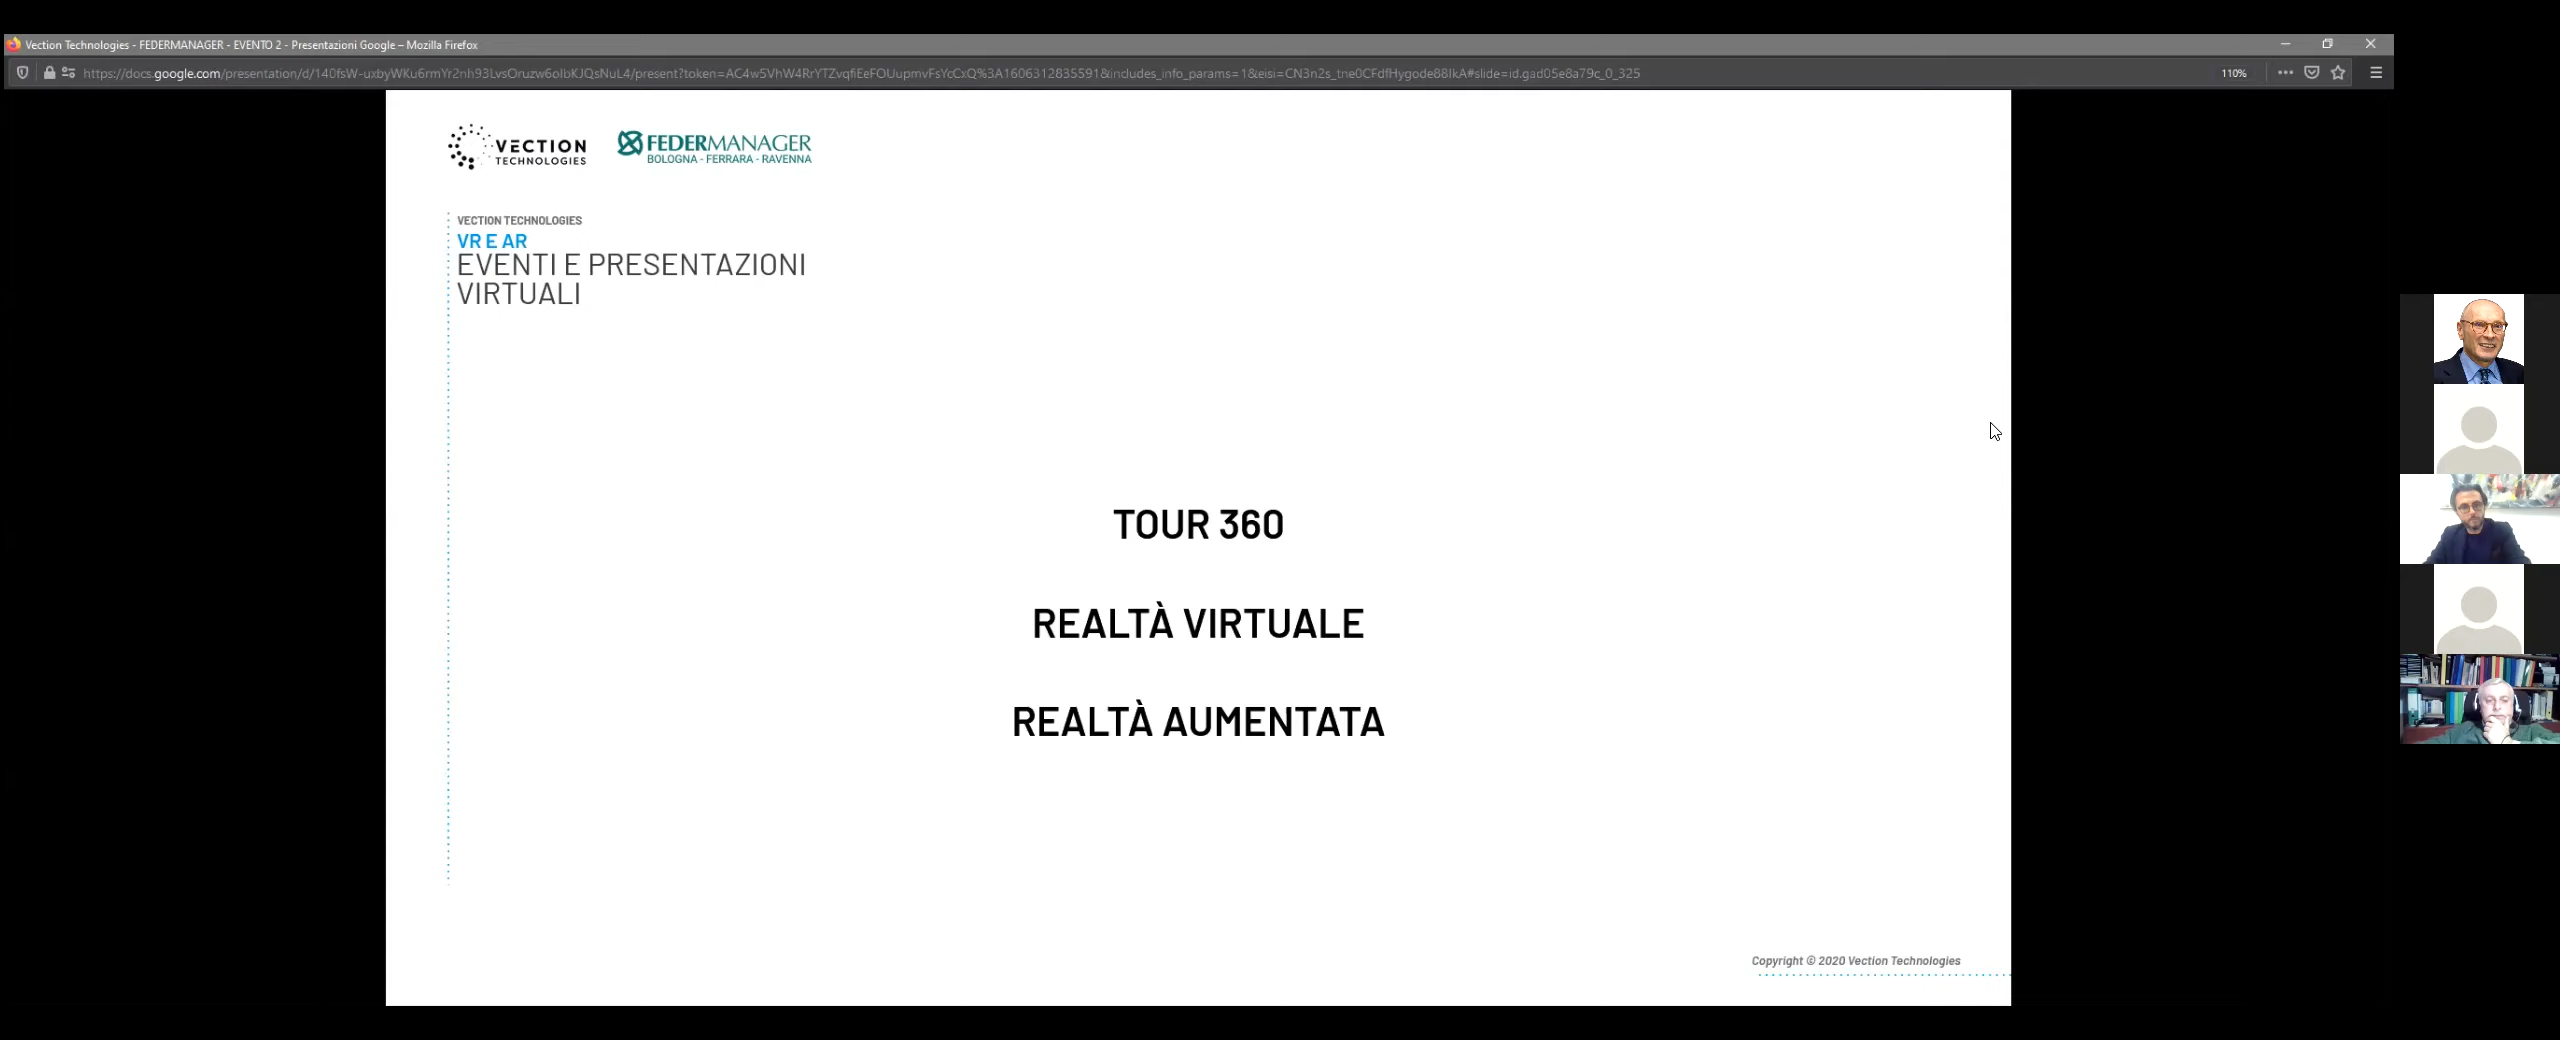 Vection Technologies - FEDERMANAGER - EVENTO 2 - Presentazioni Google – Mozilla Firefox
110%
VECTION
TECHNOLOGIES
FEDERMANAGER
BOLOGNA - FERRARA - RAVENNA
VECTION TECHNOLOGIES
VR E AR
EVENTI E PRESENTAZIONI
VIRTUALI
TOUR 360
REALTÀ VIRTUALE
REALTÀ AUMENTATA
Copyright © 2020 Vection Technologies